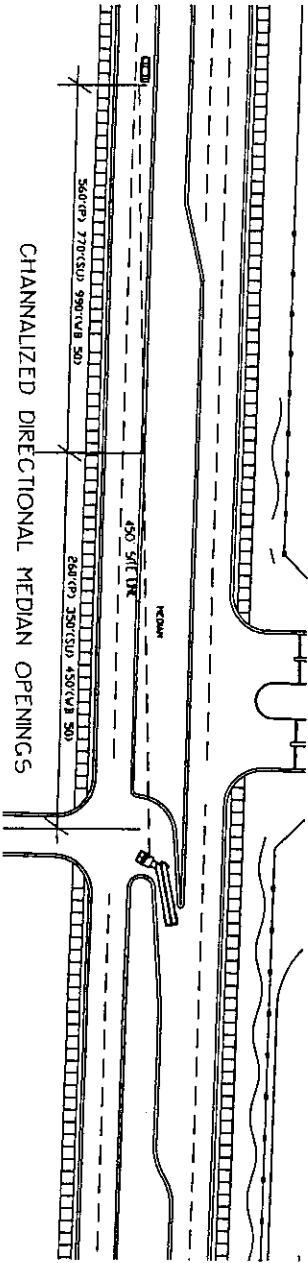 560'(P) 770'(SU) 990'(WB 50)
260'(P) 350'(SU) 450'(WB 50)
450' SITE LINE
MEDIAN
CHANNALIZED DIRECTIONAL MEDIAN OPENINGS